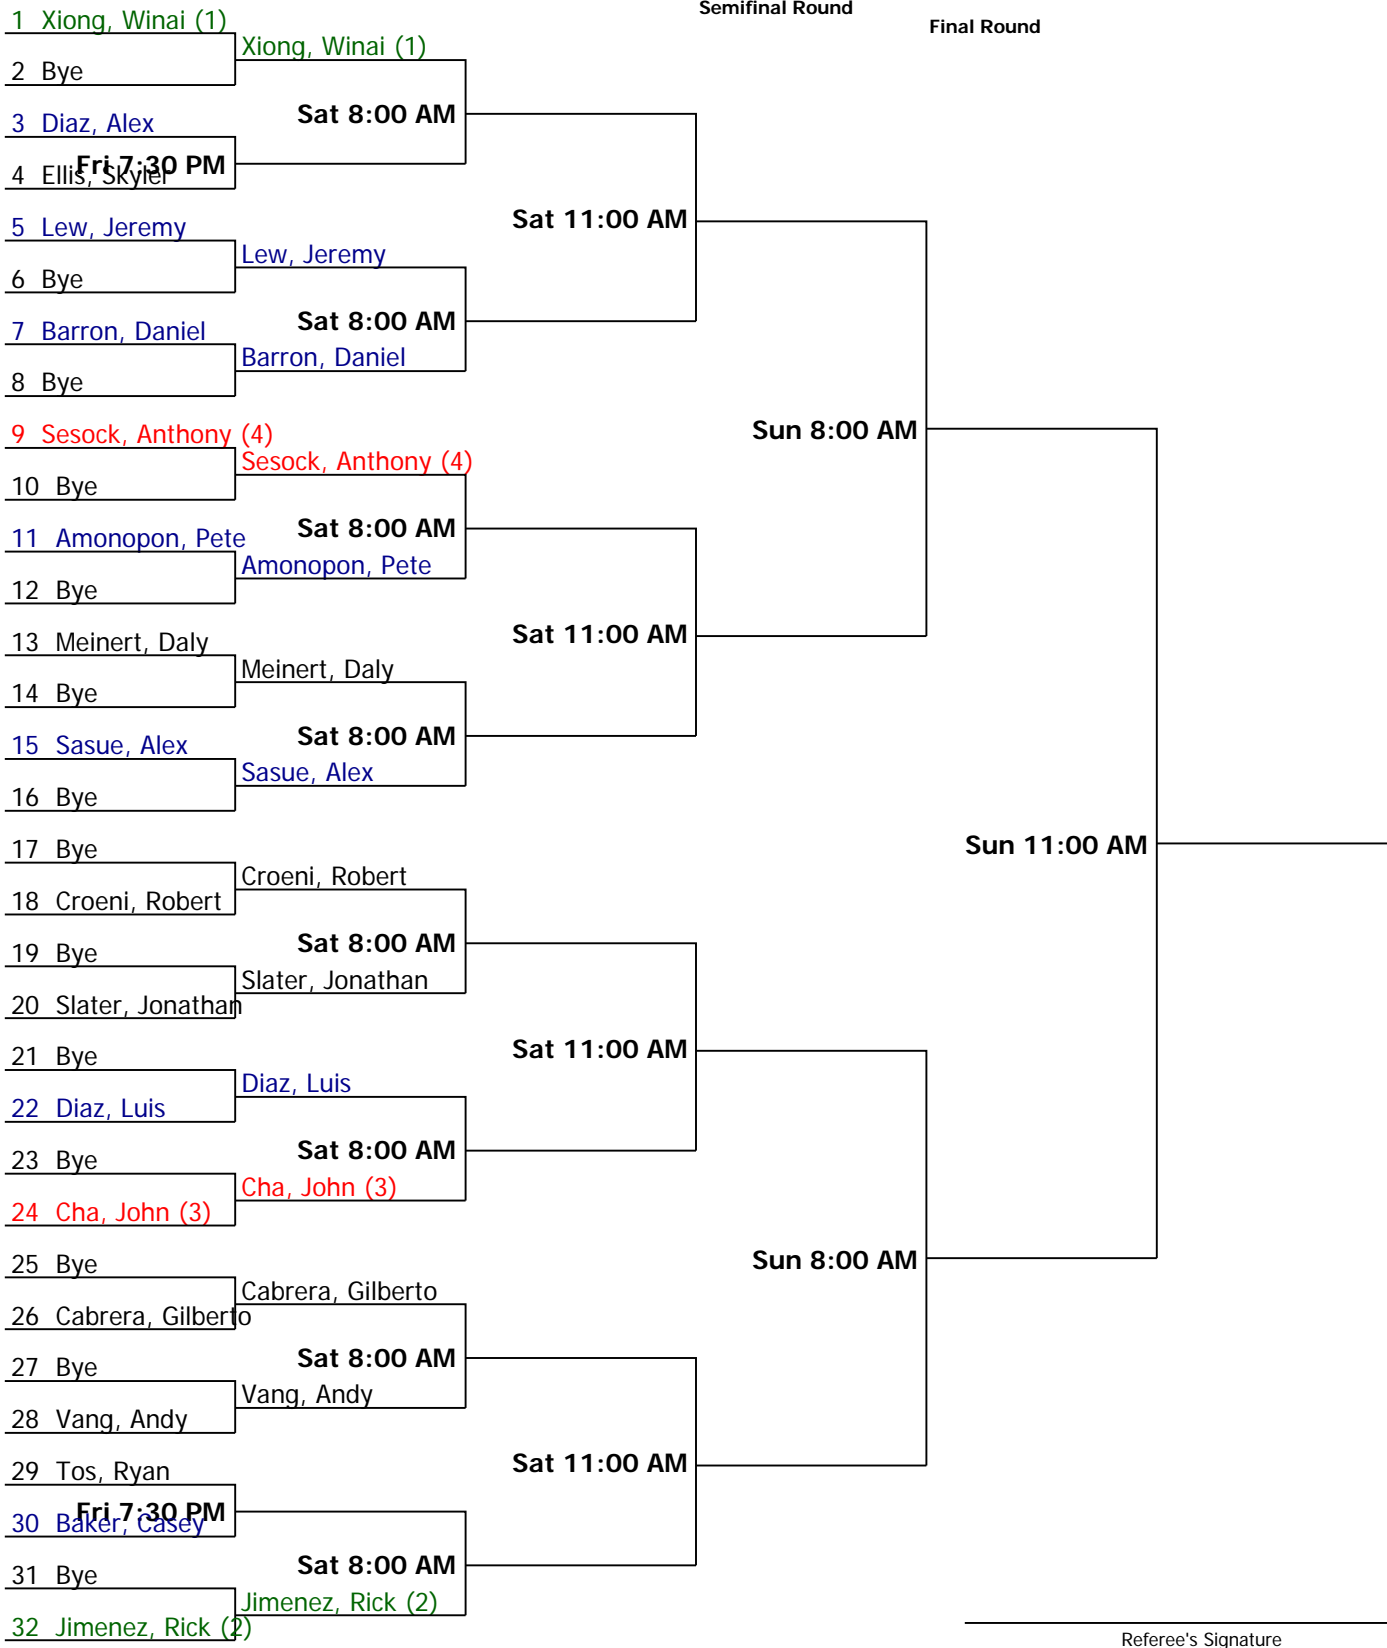 Semifinal Round
Final Round
1 Xiong, Winai (1)
Xiong, Winai (1)
2 Bye
Sat 8:00 AM
3 Diaz, Alex
Fri 7:30 PM
4 Ellis, Skyler
Sat 11:00 AM
5 Lew, Jeremy
Lew, Jeremy
6 Bye
Sat 8:00 AM
7 Barron, Daniel
Barron, Daniel
8 Bye
Sun 8:00 AM
9 Sesock, Anthony (4)
Sesock, Anthony (4)
10 Bye
Sat 8:00 AM
11 Amonopon, Pete
Amonopon, Pete
12 Bye
Sat 11:00 AM
13 Meinert, Daly
Meinert, Daly
14 Bye
Sat 8:00 AM
15 Sasue, Alex
Sasue, Alex
16 Bye
Sun 11:00 AM
17 Bye
Croeni, Robert
18 Croeni, Robert
Sat 8:00 AM
19 Bye
Slater, Jonathan
20 Slater, Jonathan
Sat 11:00 AM
21 Bye
Diaz, Luis
22 Diaz, Luis
Sat 8:00 AM
23 Bye
Cha, John (3)
24 Cha, John (3)
Sun 8:00 AM
25 Bye
Cabrera, Gilberto
26 Cabrera, Gilberto
Sat 8:00 AM
27 Bye
Vang, Andy
28 Vang, Andy
Sat 11:00 AM
29 Tos, Ryan
Fri 7:30 PM
30 Baker, Casey
Sat 8:00 AM
31 Bye
Jimenez, Rick (2)
32 Jimenez, Rick (2)
Referee's Signature